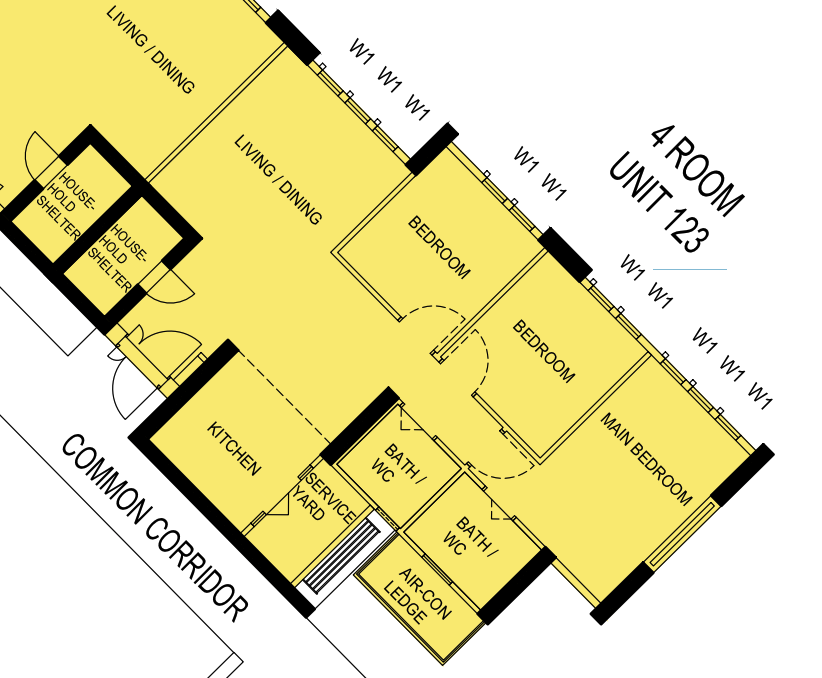 LIVING / DINING
W1 W1 W1
4 ROOM
UNIT 123
LIVING / DINING
W1 W1
HOUSE-
HOLD
SHELTER
HOUSE-
HOLD
SHELTER
BEDROOM
W1 W1
BEDROOM
W1 W1 W1
MAIN BEDROOM
KITCHEN
BATH /
WC
SERVICE
YARD
BATH /
WC
AIR-CON
LEDGE
COMMON CORRIDOR